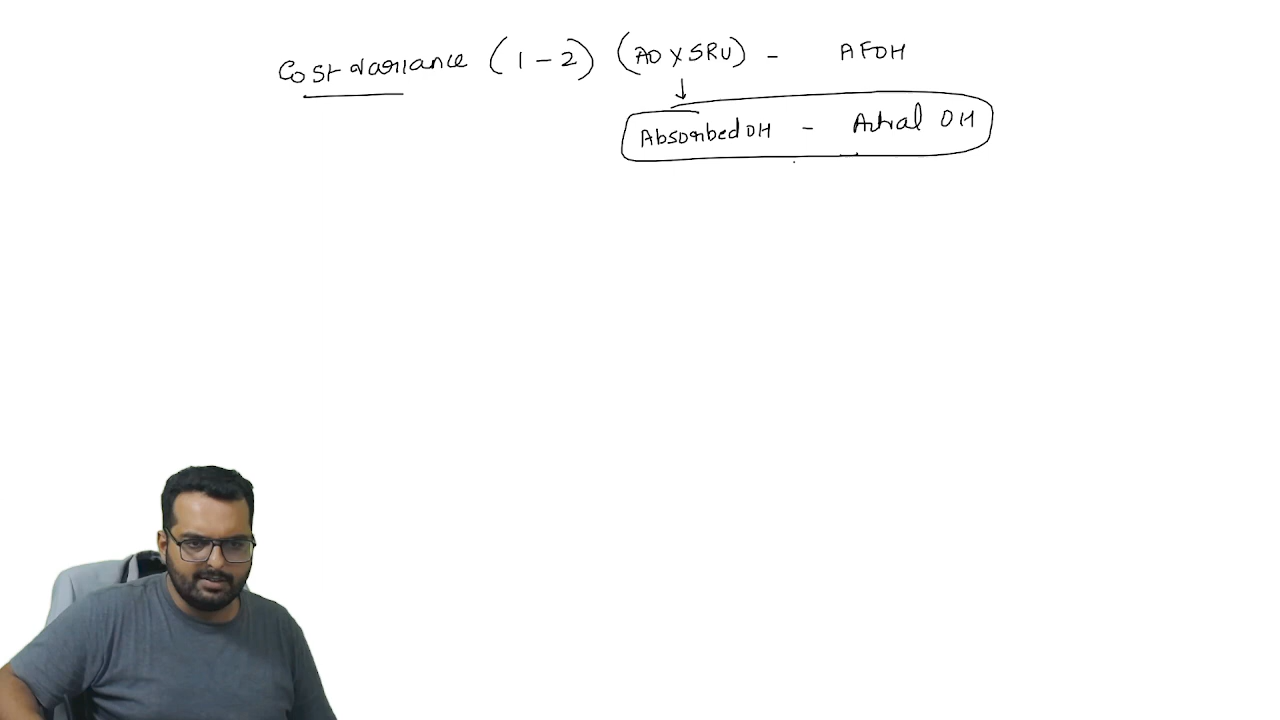 Cost variance (1 - 2) (AO x SRU) - AFOH
↓
Absorbed OH - Actual OH